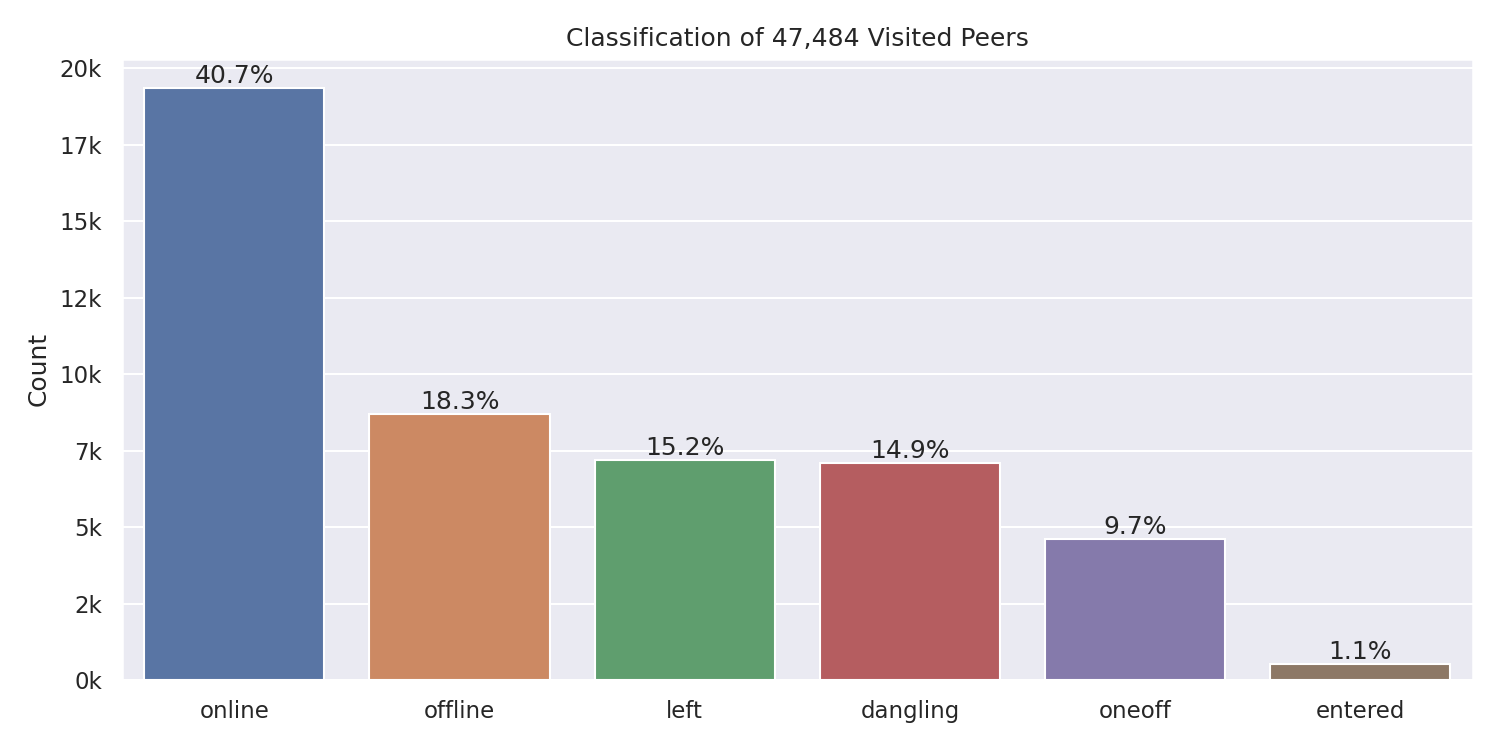 Classification of 47,484 Visited Peers
Count
20k
17k
15k
12k
10k
7k
5k
2k
0k
40.7%
18.3%
15.2%
14.9%
9.7%
1.1%
online
offline
left
dangling
oneoff
entered